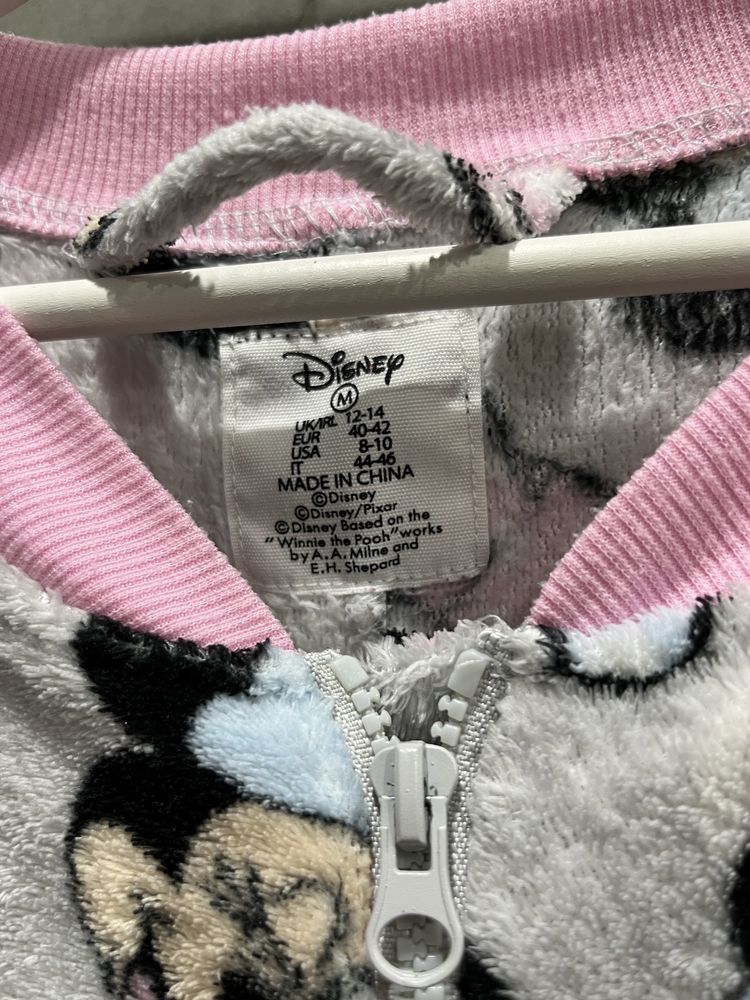 Disney
M
UK/IRL 12-14
EUR 40-42
USA 8-10
IT 44-46
MADE IN CHINA
©Disney
©Disney/Pixar
©Disney Based on the
"Winnie the Pooh" works
by A.A. Milne and
E.H. Shepard